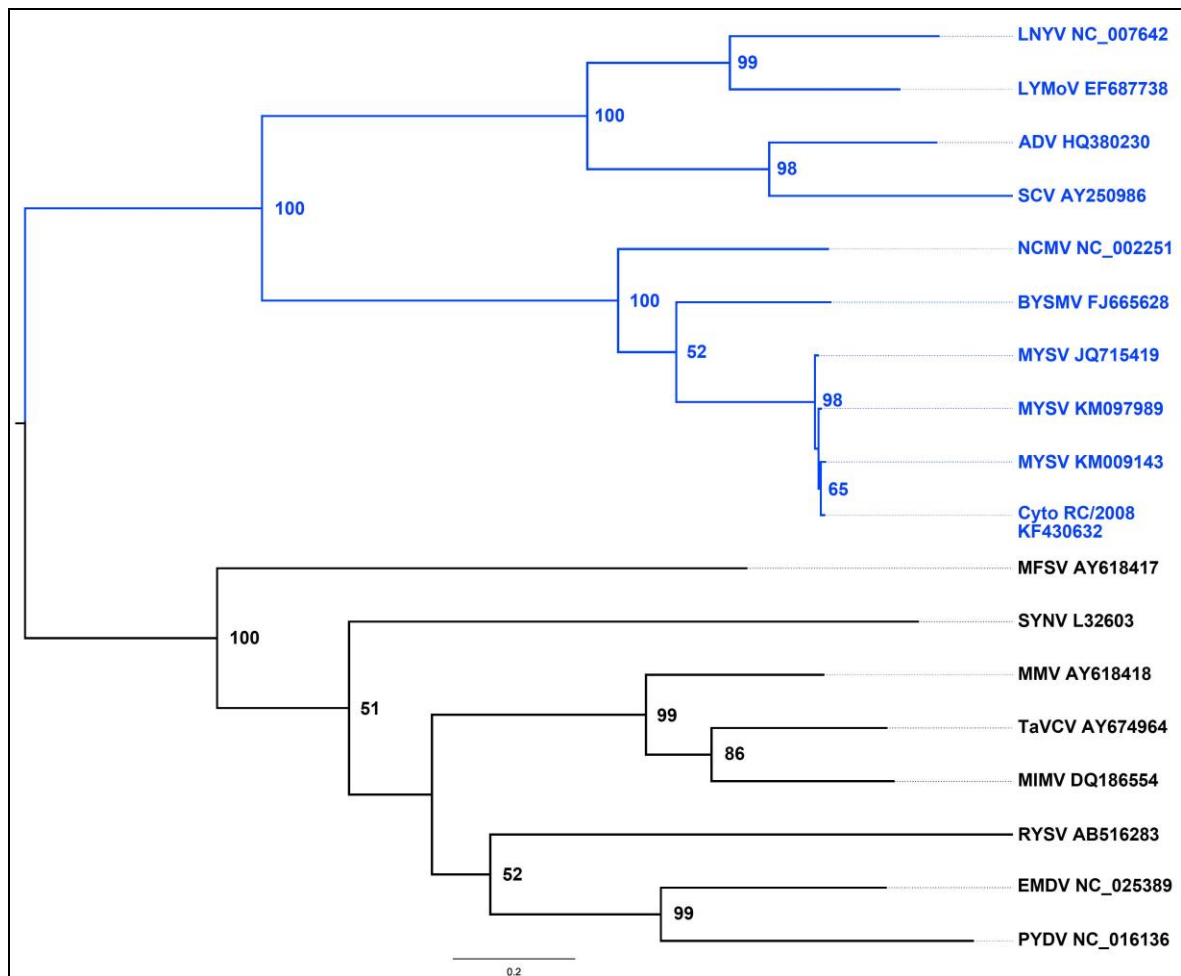 LNYV NC_007642
99
LYMoV EF687738
100
ADV HQ380230
98
SCV AY250986
100
NCMV NC_002251
100
BYSMV FJ665628
52
MYSV JQ715419
98
MYSV KM097989
MYSV KM009143
65
Cyto RC/2008
KF430632
MFSV AY618417
100
SYNV L32603
51
MMV AY618418
99
TaVCV AY674964
86
MIMV DQ186554
RYSV AB516283
52
EMDV NC_025389
99
PYDV NC_016136
0.2